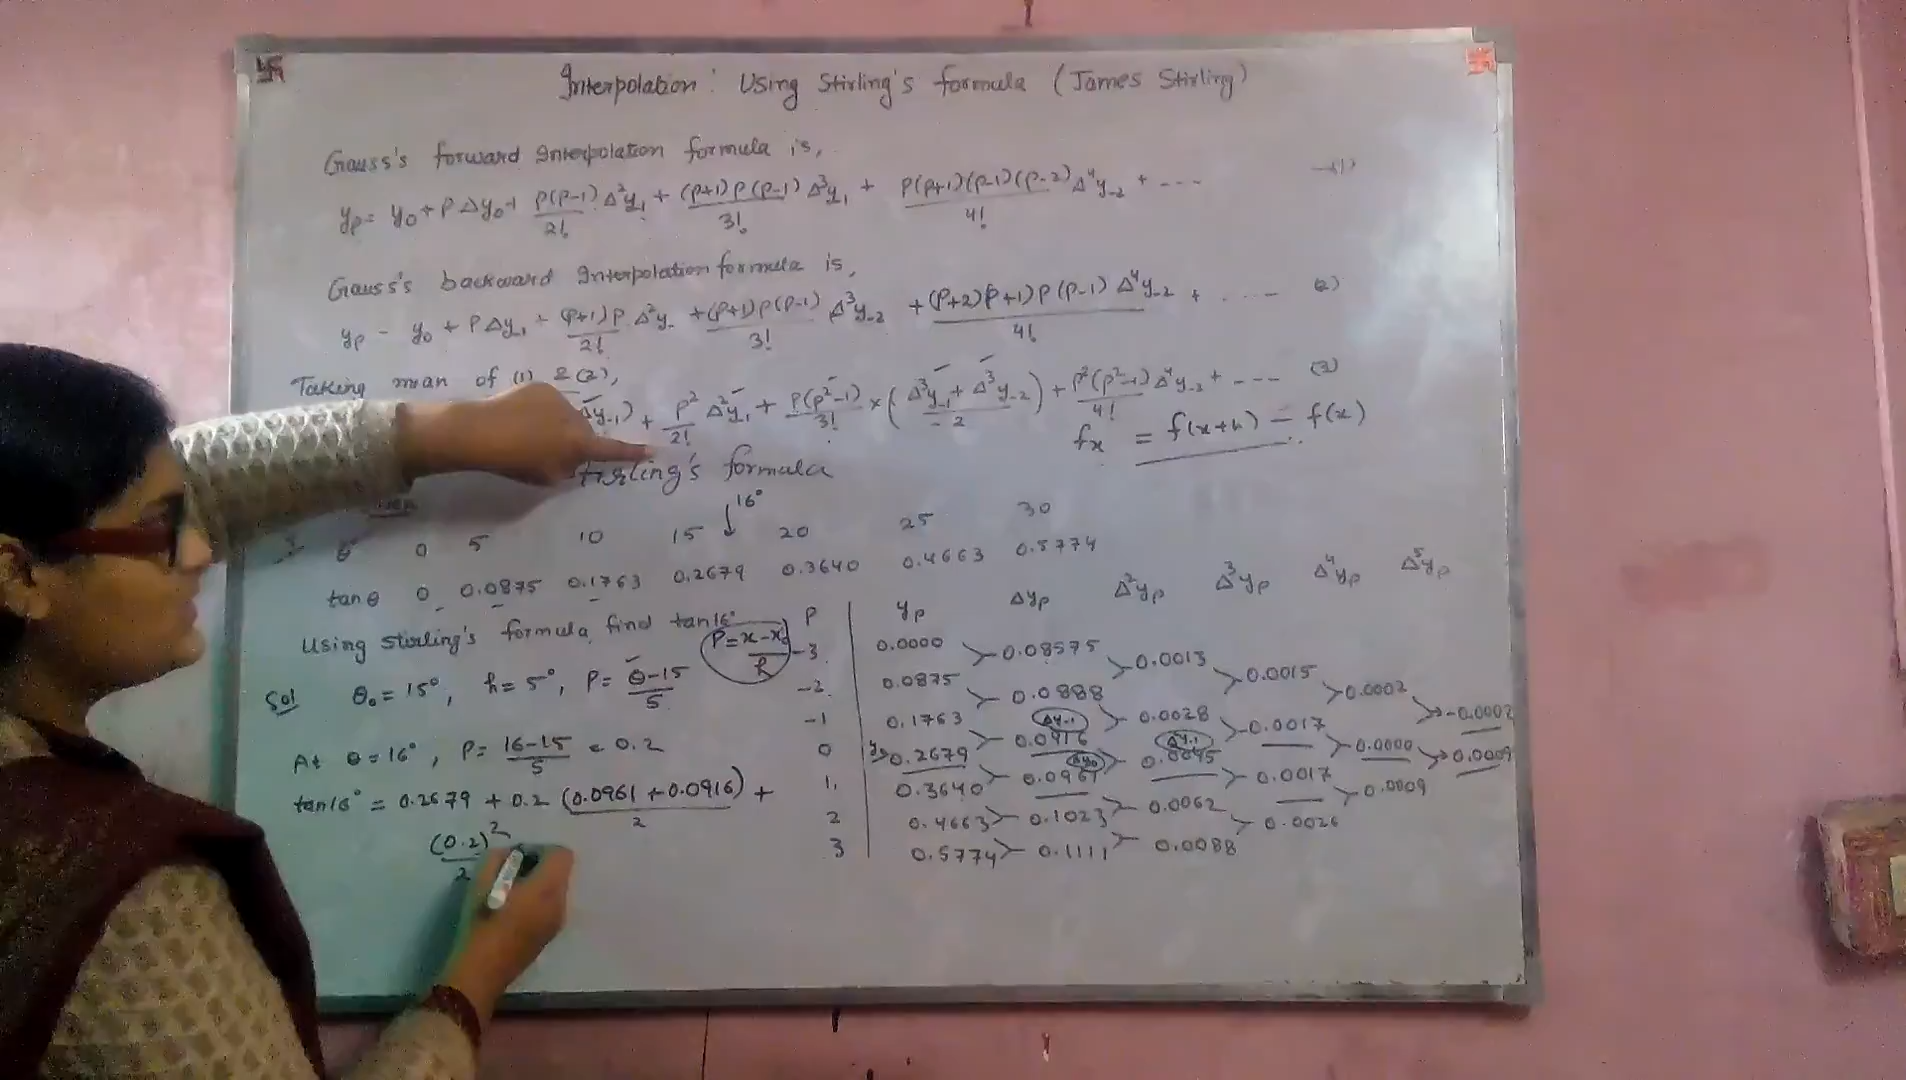 Interpolation: Using Stirling's formula (James Stirling)
Gauss's forward Interpolation formula is,
yp = y0 + P Δy0 + P(P-1)/2! Δ²y-1 + (P+1)P(P-1)/3! Δ³y-1 + P(P+1)(P-1)(P-2)/4! Δ⁴y-2 + --- —(1)
Gauss's backward Interpolation formula is,
yp - y0 + P Δy-1 + (P+1)P/2! Δ²y- + (P+1)P(P-1)/3! Δ³y-2 + (P+2)(P+1)P(P-1)/4! Δ⁴y-2 + ---- (2)
Taking mean of (1) & (2),
Δy-1) + P²/2! Δ²y-1 + P(P²-1)/3! × (Δ³y-1 + Δ³y-2 / 2) + P²(P²-1)/4! Δ⁴y-2 + --- (3)
fx = f(x+h) - f(x)
Stirling's formula
16°
θ° 0 5 10 15 20 25 30
tan θ 0 0.0875 0.1763 0.2679 0.3640 0.4663 0.5774
Using Stirling's formula, find tan16°
P = x-x0/h
Sol θ0 = 15°, h = 5°, P = θ-15/5
At θ = 16°, P = 16-15/5 = 0.2
tan16° = 0.2679 + 0.2 (0.0961 + 0.0916)/2 +
(0.2)²/2
P yp Δyp Δ²yp Δ³yp Δ⁴yp Δ⁵yp
-3 0.0000 0.08575 0.0013 0.0015 0.0002 -0.0002
-2 0.0875 0.0888 0.0028 0.0017 0.0000 0.0009
-1 0.1763 Δy-1 0.0916 Δ²y-1 0.0045 0.0017 0.0009
0 y0 0.2679 Δy0 0.0961 0.0062 0.0026
1 0.3640 0.1023 0.0088
2 0.4663 0.1111
3 0.5774